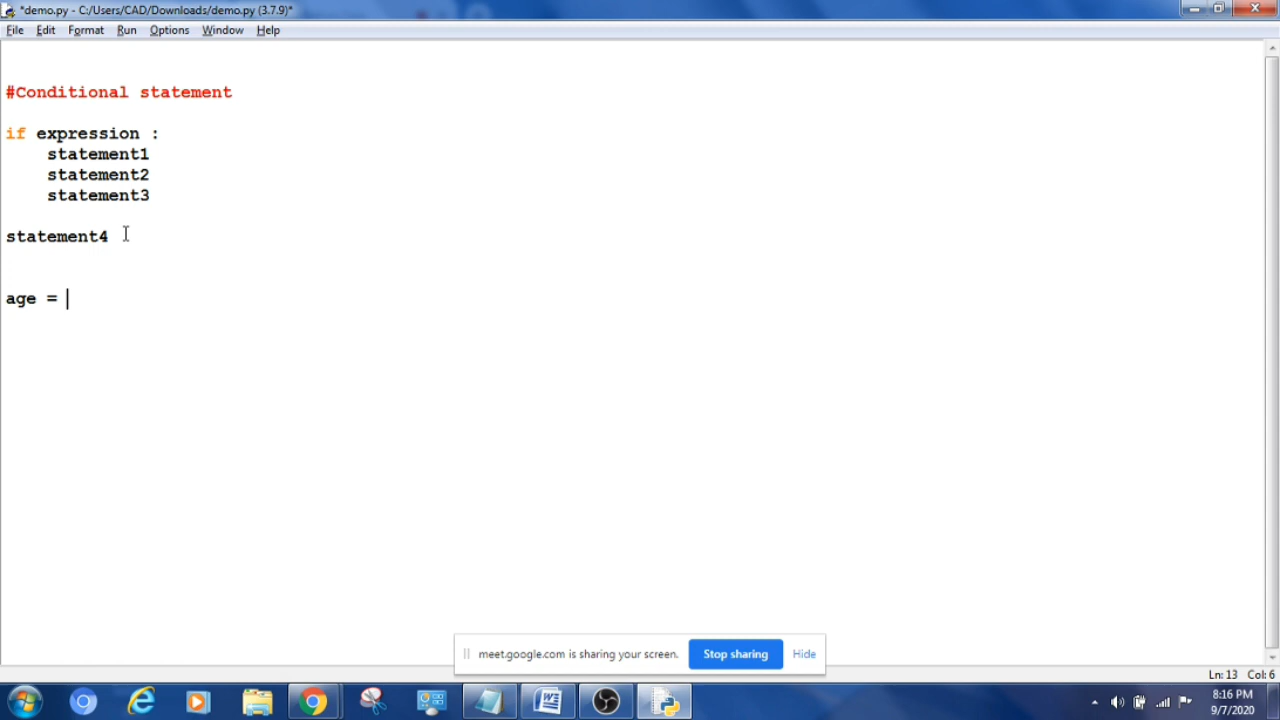 *demo.py - C:/Users/CAD/Downloads/demo.py (3.7.9)*
File Edit Format Run Options Window Help
#Conditional statement
if expression :
statement1
statement2
statement3
statement4
age =
meet.google.com is sharing your screen. Stop sharing Hide
Ln: 13 Col: 6
8:16 PM
9/7/2020